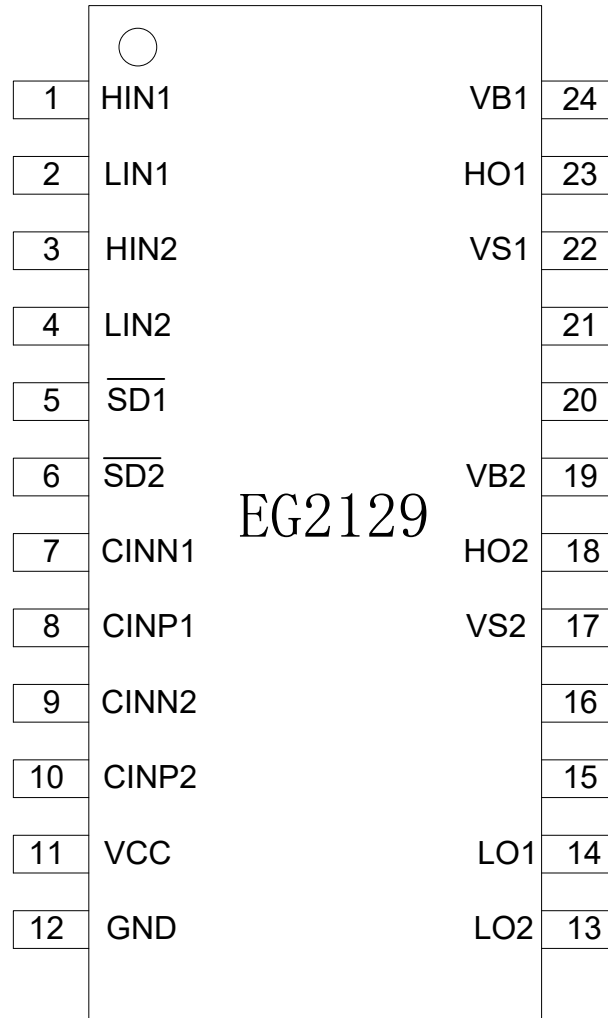 1 HIN1 VB1 24
2 LIN1 HO1 23
3 HIN2 VS1 22
4 LIN2 21
5 S̅D̅1̅ 20
6 S̅D̅2̅ VB2 19
EG2129
7 CINN1 HO2 18
8 CINP1 VS2 17
9 CINN2 16
10 CINP2 15
11 VCC LO1 14
12 GND LO2 13